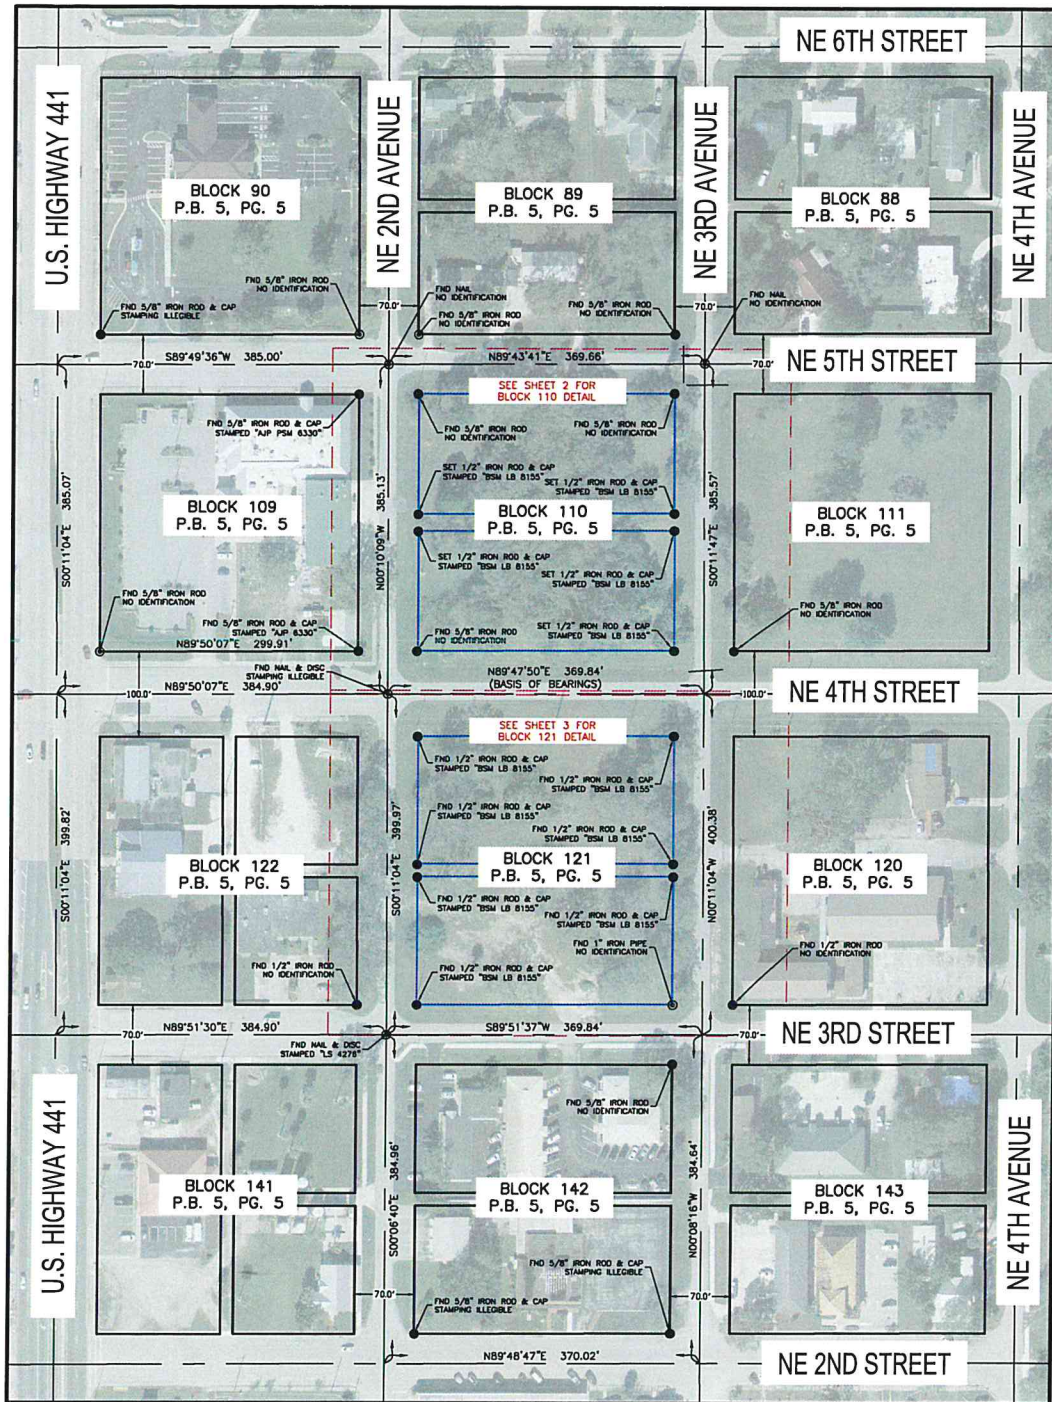 NE 6TH STREET
U.S. HIGHWAY 441
NE 2ND AVENUE
NE 3RD AVENUE
NE 4TH AVENUE
BLOCK 90
P.B. 5, PG. 5
BLOCK 89
P.B. 5, PG. 5
BLOCK 88
P.B. 5, PG. 5
FND 5/8" IRON ROD & CAP
STAMPING ILLEGIBLE
FND 5/8" IRON ROD
NO IDENTIFICATION
70.0'
FND NAIL
NO IDENTIFICATION
FND 5/8" IRON ROD
NO IDENTIFICATION
FND 5/8" IRON ROD
NO IDENTIFICATION
70.0'
FND NAIL
NO IDENTIFICATION
70.0'
S89°49'36"W 385.00'
N89°43'41"E 369.66'
70.0'
NE 5TH STREET
SEE SHEET 2 FOR
BLOCK 110 DETAIL
FND 5/8" IRON ROD & CAP
STAMPED "AJP PSM 6330"
FND 5/8" IRON ROD
NO IDENTIFICATION
FND 5/8" IRON ROD
NO IDENTIFICATION
S00°11'04"E 385.07'
N00°10'09"W 385.13'
S00°11'47"E 385.57'
SET 1/2" IRON ROD & CAP
STAMPED "BSM LB 8155"
SET 1/2" IRON ROD & CAP
STAMPED "BSM LB 8155"
BLOCK 109
P.B. 5, PG. 5
BLOCK 110
P.B. 5, PG. 5
BLOCK 111
P.B. 5, PG. 5
SET 1/2" IRON ROD & CAP
STAMPED "BSM LB 8155"
SET 1/2" IRON ROD & CAP
STAMPED "BSM LB 8155"
FND 5/8" IRON ROD
NO IDENTIFICATION
FND 5/8" IRON ROD & CAP
STAMPED "AJP 6330"
FND 5/8" IRON ROD
NO IDENTIFICATION
SET 1/2" IRON ROD & CAP
STAMPED "BSM LB 8155"
FND 5/8" IRON ROD
NO IDENTIFICATION
N89°50'07"E 299.91'
FND NAIL & DISC
STAMPING ILLEGIBLE
N89°47'50"E 369.84'
(BASIS OF BEARINGS)
100.0'
N89°50'07"E 384.90'
100.0'
NE 4TH STREET
SEE SHEET 3 FOR
BLOCK 121 DETAIL
FND 1/2" IRON ROD & CAP
STAMPED "BSM LB 8155"
FND 1/2" IRON ROD & CAP
STAMPED "BSM LB 8155"
S00°11'04"E 399.82'
S00°11'04"E 399.97'
N00°11'04"W 400.38'
FND 1/2" IRON ROD & CAP
STAMPED "BSM LB 8155"
FND 1/2" IRON ROD & CAP
STAMPED "BSM LB 8155"
BLOCK 122
P.B. 5, PG. 5
BLOCK 121
P.B. 5, PG. 5
BLOCK 120
P.B. 5, PG. 5
FND 1/2" IRON ROD & CAP
STAMPED "BSM LB 8155"
FND 1/2" IRON ROD & CAP
STAMPED "BSM LB 8155"
FND 1/2" IRON ROD
NO IDENTIFICATION
FND 1/2" IRON ROD & CAP
STAMPED "BSM LB 8155"
FND 1" IRON PIPE
NO IDENTIFICATION
FND 1/2" IRON ROD
NO IDENTIFICATION
70.0'
N89°51'30"E 384.90'
S89°51'37"W 369.84'
70.0'
NE 3RD STREET
FND NAIL & DISC
STAMPED "LS 4276"
FND 5/8" IRON ROD
NO IDENTIFICATION
U.S. HIGHWAY 441
S00°06'40"E 384.96'
N00°08'16"W 384.64'
NE 4TH AVENUE
BLOCK 141
P.B. 5, PG. 5
BLOCK 142
P.B. 5, PG. 5
BLOCK 143
P.B. 5, PG. 5
FND 5/8" IRON ROD & CAP
STAMPING ILLEGIBLE
70.0'
70.0'
FND 5/8" IRON ROD & CAP
STAMPING ILLEGIBLE
N89°48'47"E 370.02'
NE 2ND STREET